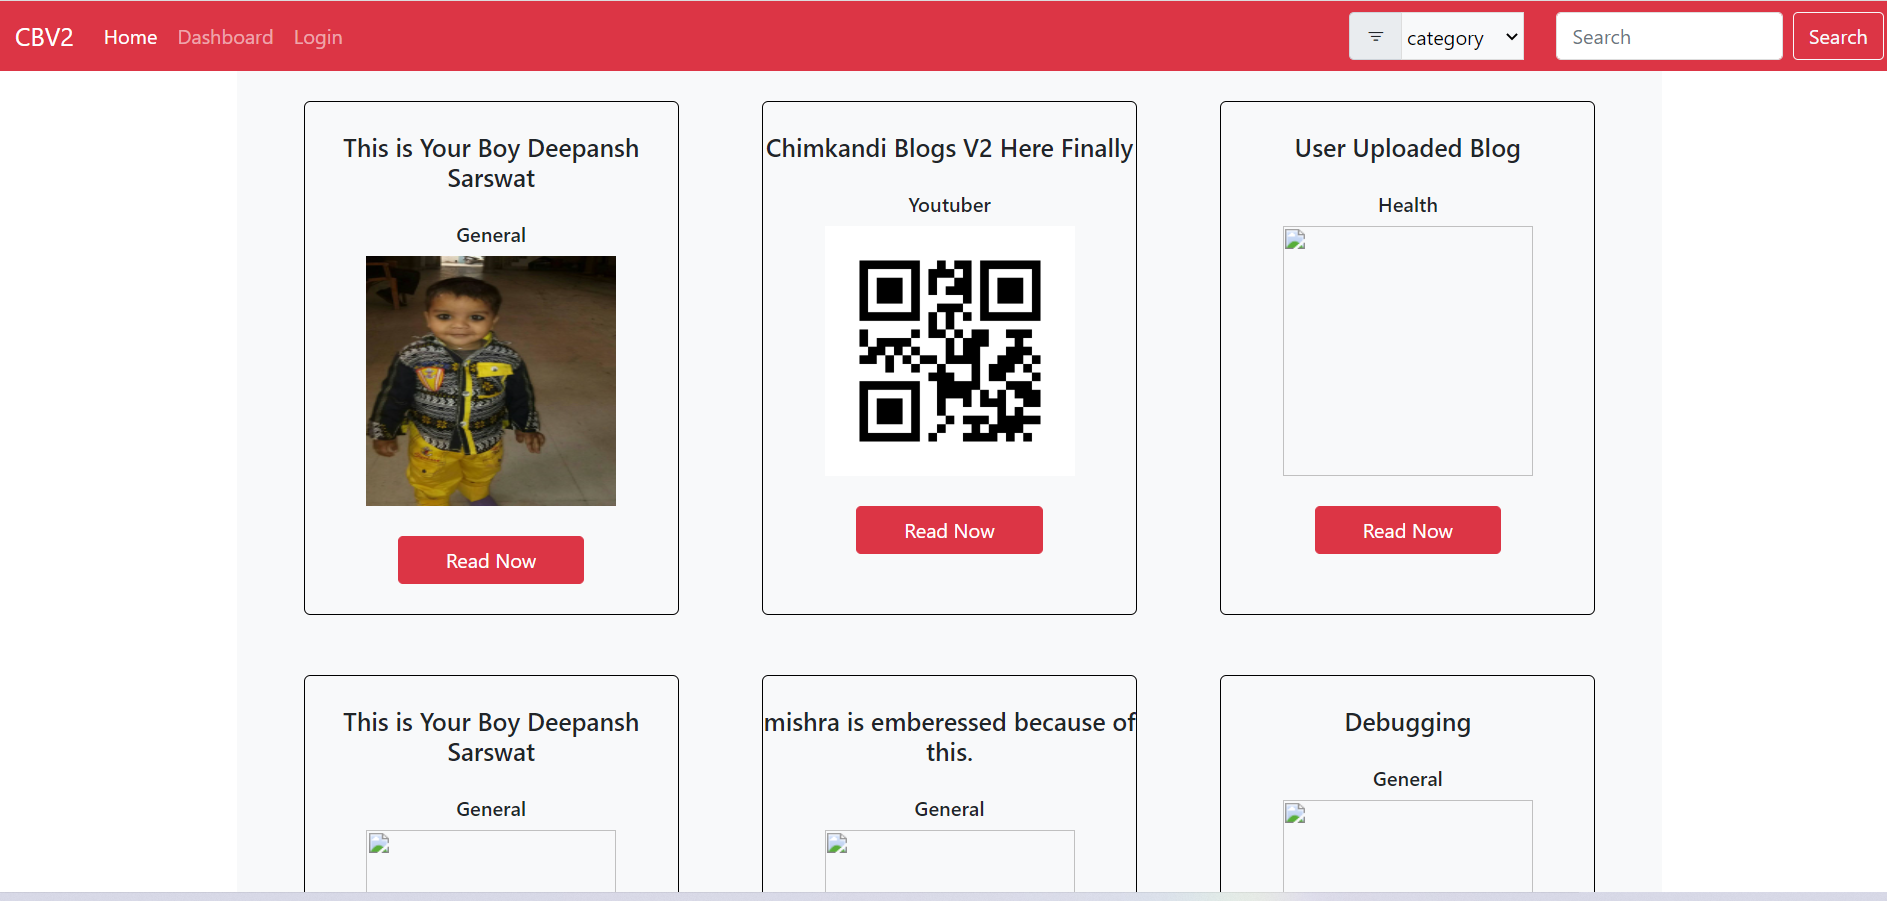 CBV2 Home Dashboard Login category Search Search
This is Your Boy Deepansh
Sarswat
General
Read Now
Chimkandi Blogs V2 Here Finally
Youtuber
Read Now
User Uploaded Blog
Health
Read Now
This is Your Boy Deepansh
Sarswat
General
mishra is emberessed because of
this.
General
Debugging
General